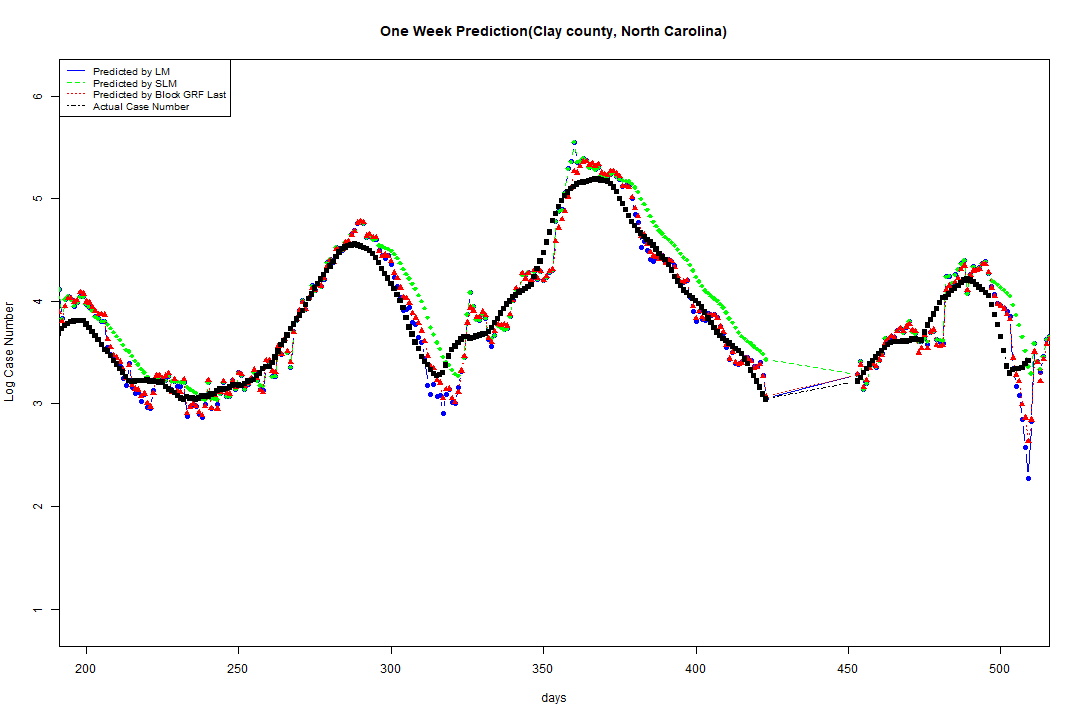 One Week Prediction(Clay county, North Carolina)
Predicted by LM
Predicted by SLM
Predicted by Block GRF Last
Actual Case Number
Log Case Number
6
5
4
3
2
1
200 250 300 350 400 450 500
days